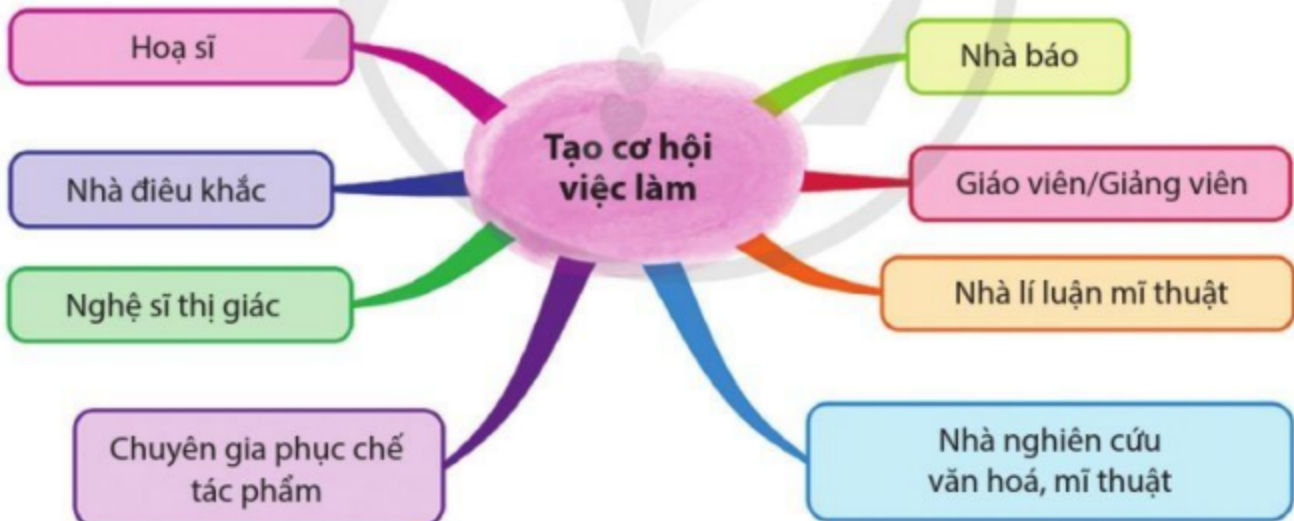 Hoạ sĩ
Nhà báo
Tạo cơ hội
việc làm
Nhà điêu khắc
Giáo viên/Giảng viên
Nghệ sĩ thị giác
Nhà lí luận mĩ thuật
Chuyên gia phục chế
tác phẩm
Nhà nghiên cứu
văn hoá, mĩ thuật